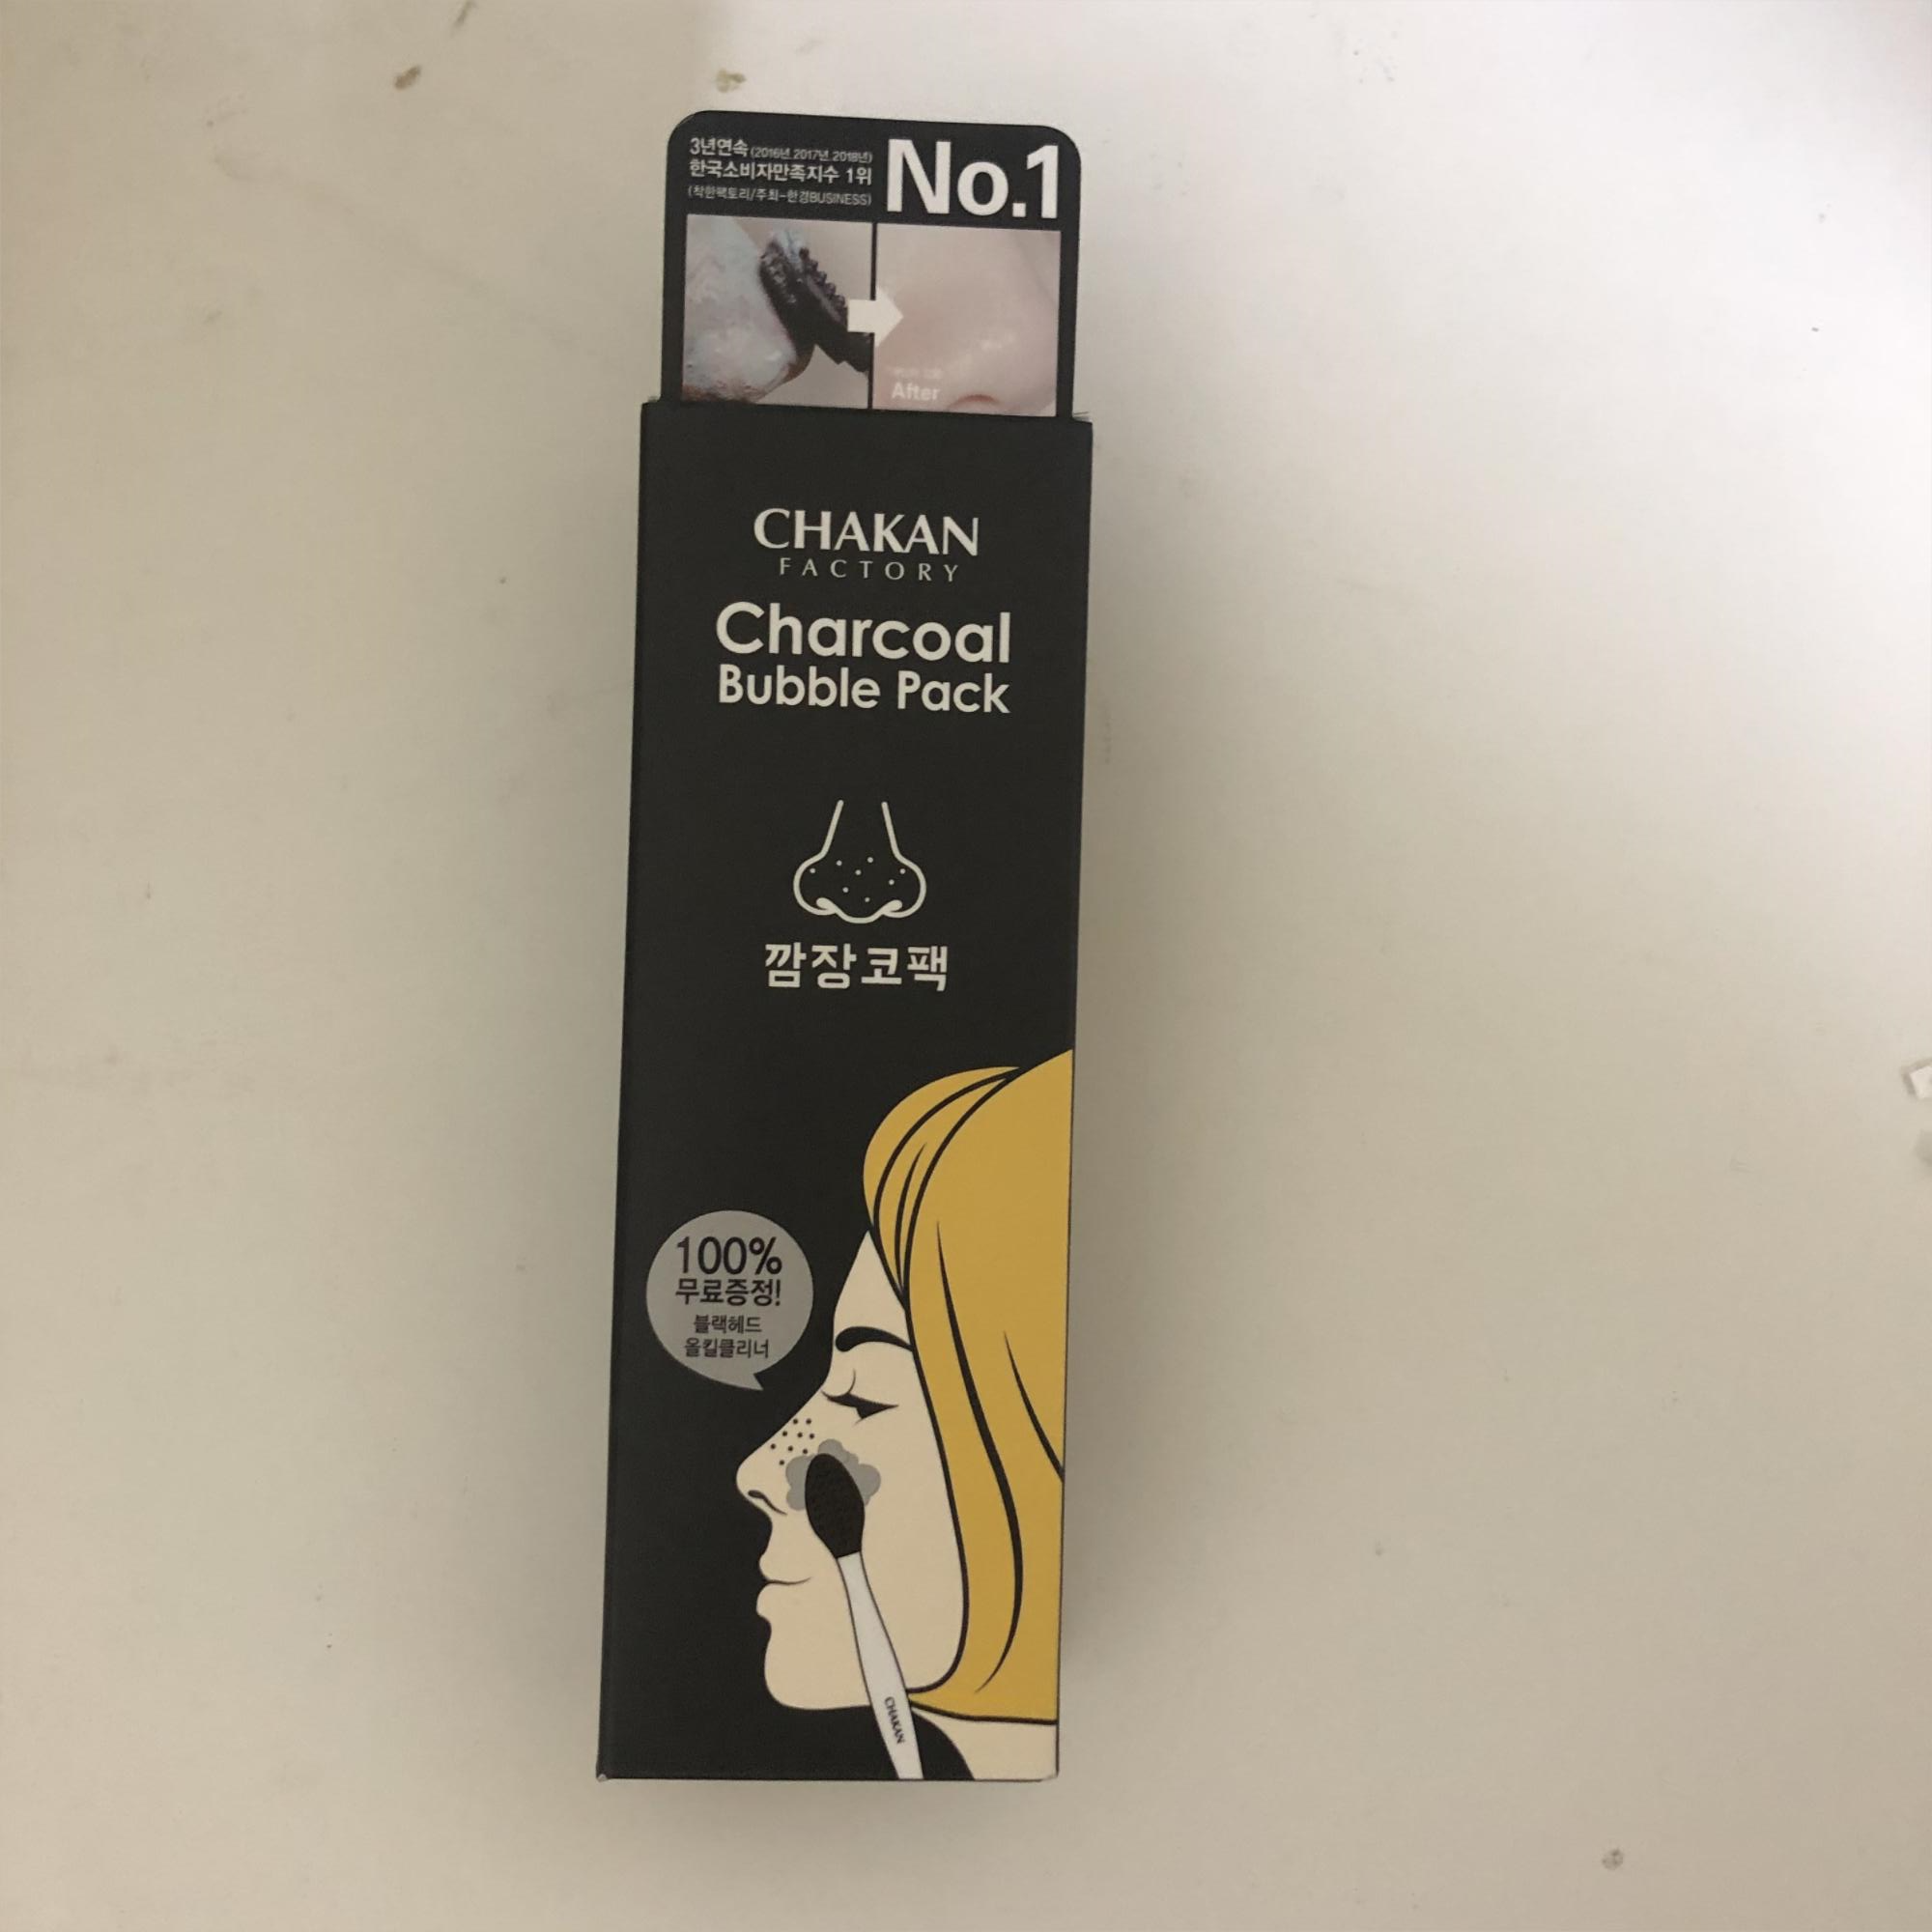 3년연속 (2016년.2017년.2018년)
한국소비자만족지수 1위
(착한팩토리/주최-한경BUSINESS)
No.1
After
CHAKAN
FACTORY
Charcoal
Bubble Pack
깜장코팩
100%
무료증정!
블랙헤드
올킬클리너
CHAKAN